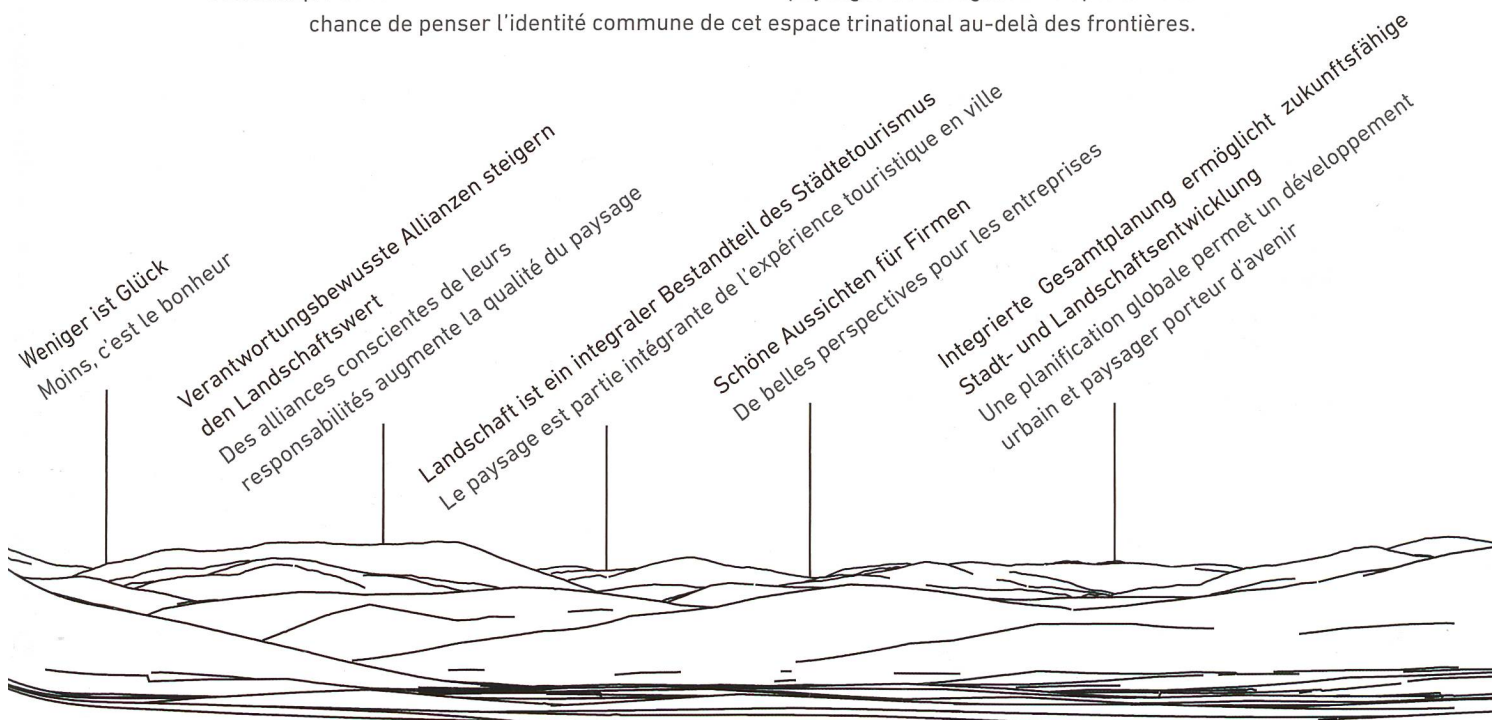 chance de penser l'identité commune de cet espace trinational au-delà des frontières.
Weniger ist Glück
Moins, c'est le bonheur
Verantwortungsbewusste Allianzen steigern
den Landschaftswert
Des alliances conscientes de leurs
responsabilités augmente la qualité du paysage
Landschaft ist ein integraler Bestandteil des Städtetourismus
Le paysage est partie intégrante de l'expérience touristique en ville
Schöne Aussichten für Firmen
De belles perspectives pour les entreprises
Integrierte Gesamtplanung ermöglicht zukunftsfähige
Stadt- und Landschaftsentwicklung
Une planification globale permet un développement
urbain et paysager porteur d'avenir